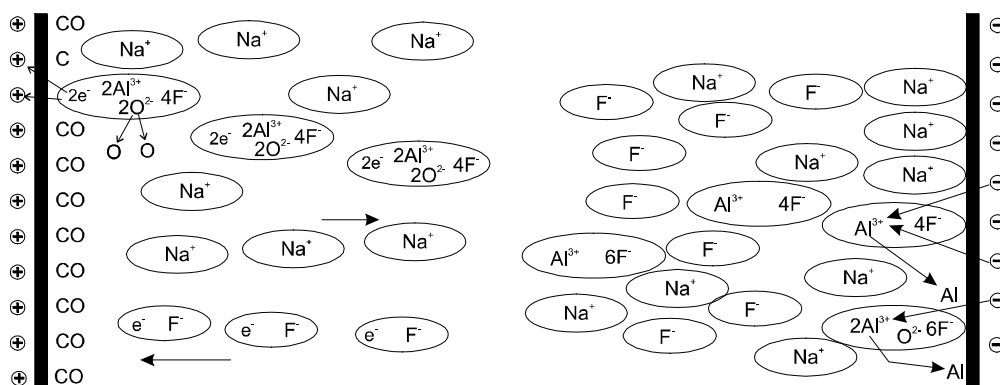 CO
C
CO
CO
CO
CO
CO
CO
CO
CO
Na⁺
Na⁺
Na⁺
2e⁻ 2Al³⁺ 4F⁻
2O²⁻
O O
Na⁺
2e⁻ 2Al³⁺ 4F⁻
2O²⁻
2e⁻ 2Al³⁺ 4F⁻
2O²⁻
Na⁺
Na⁺
Na⁺
Na⁺
e⁻ F⁻
e⁻ F⁻
e⁻ F⁻
Na⁺
F⁻
Na⁺
F⁻
F⁻
Na⁺
F⁻
Na⁺
Na⁺
F⁻
Al³⁺ 4F⁻
Al³⁺ 4F⁻
Al³⁺ 6F⁻
F⁻
Na⁺
Na⁺
Al
Na⁺
F⁻
F⁻
2Al³⁺ O²⁻ 6F⁻
Na⁺
Al